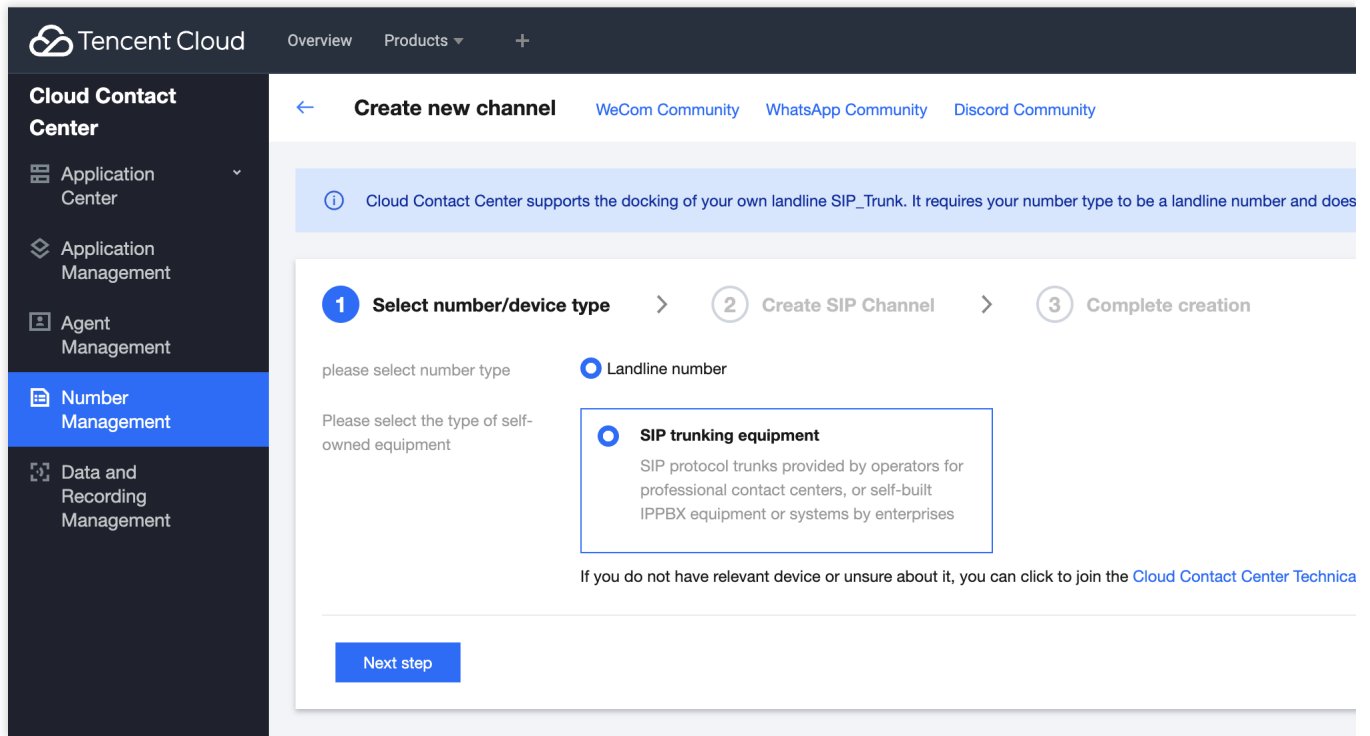 Tencent Cloud
Overview
Products
Cloud Contact
Center
Application
Center
Application
Management
Agent
Management
Number
Management
Data and
Recording
Management
Create new channel
WeCom Community
WhatsApp Community
Discord Community
Cloud Contact Center supports the docking of your own landline SIP_Trunk. It requires your number type to be a landline number and does
1 Select number/device type
2 Create SIP Channel
3 Complete creation
please select number type
Landline number
Please select the type of self-
owned equipment
SIP trunking equipment
SIP protocol trunks provided by operators for
professional contact centers, or self-built
IPPBX equipment or systems by enterprises
If you do not have relevant device or unsure about it, you can click to join the Cloud Contact Center Technica
Next step